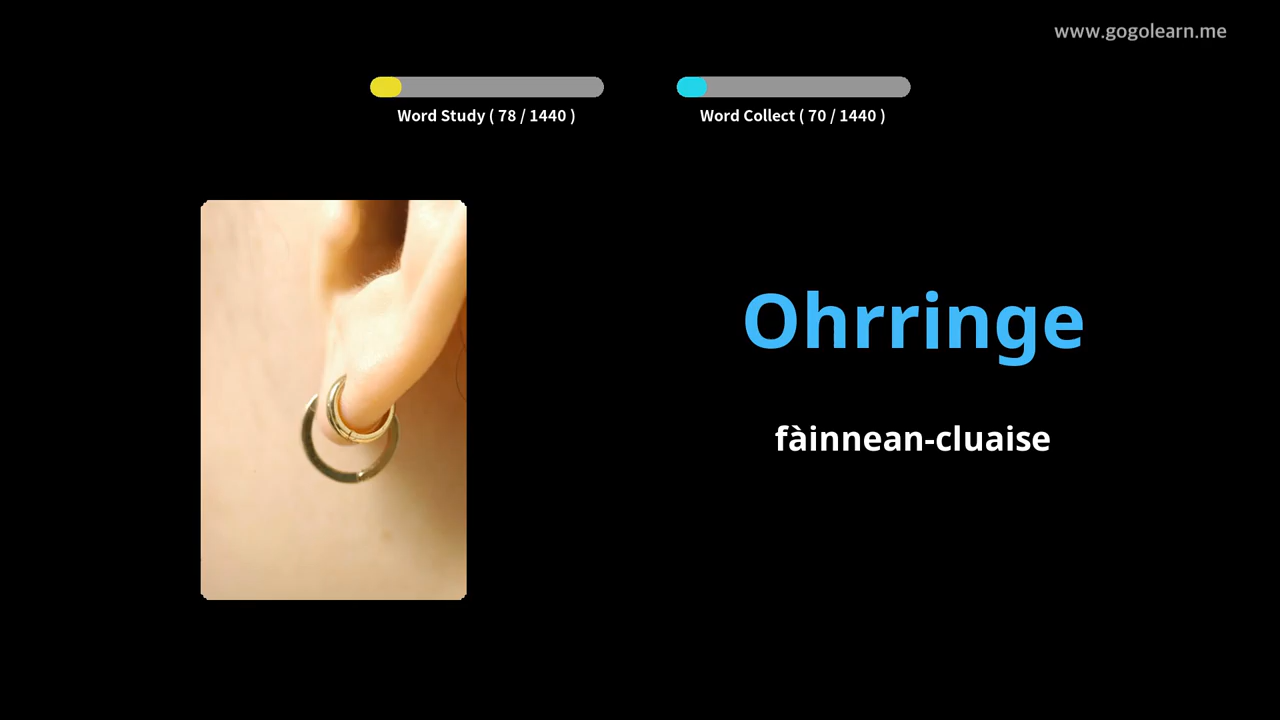 www.gogolearn.me
Word Study ( 78 / 1440 )
Word Collect ( 70 / 1440 )
Ohrringe
fàinnean-cluaise